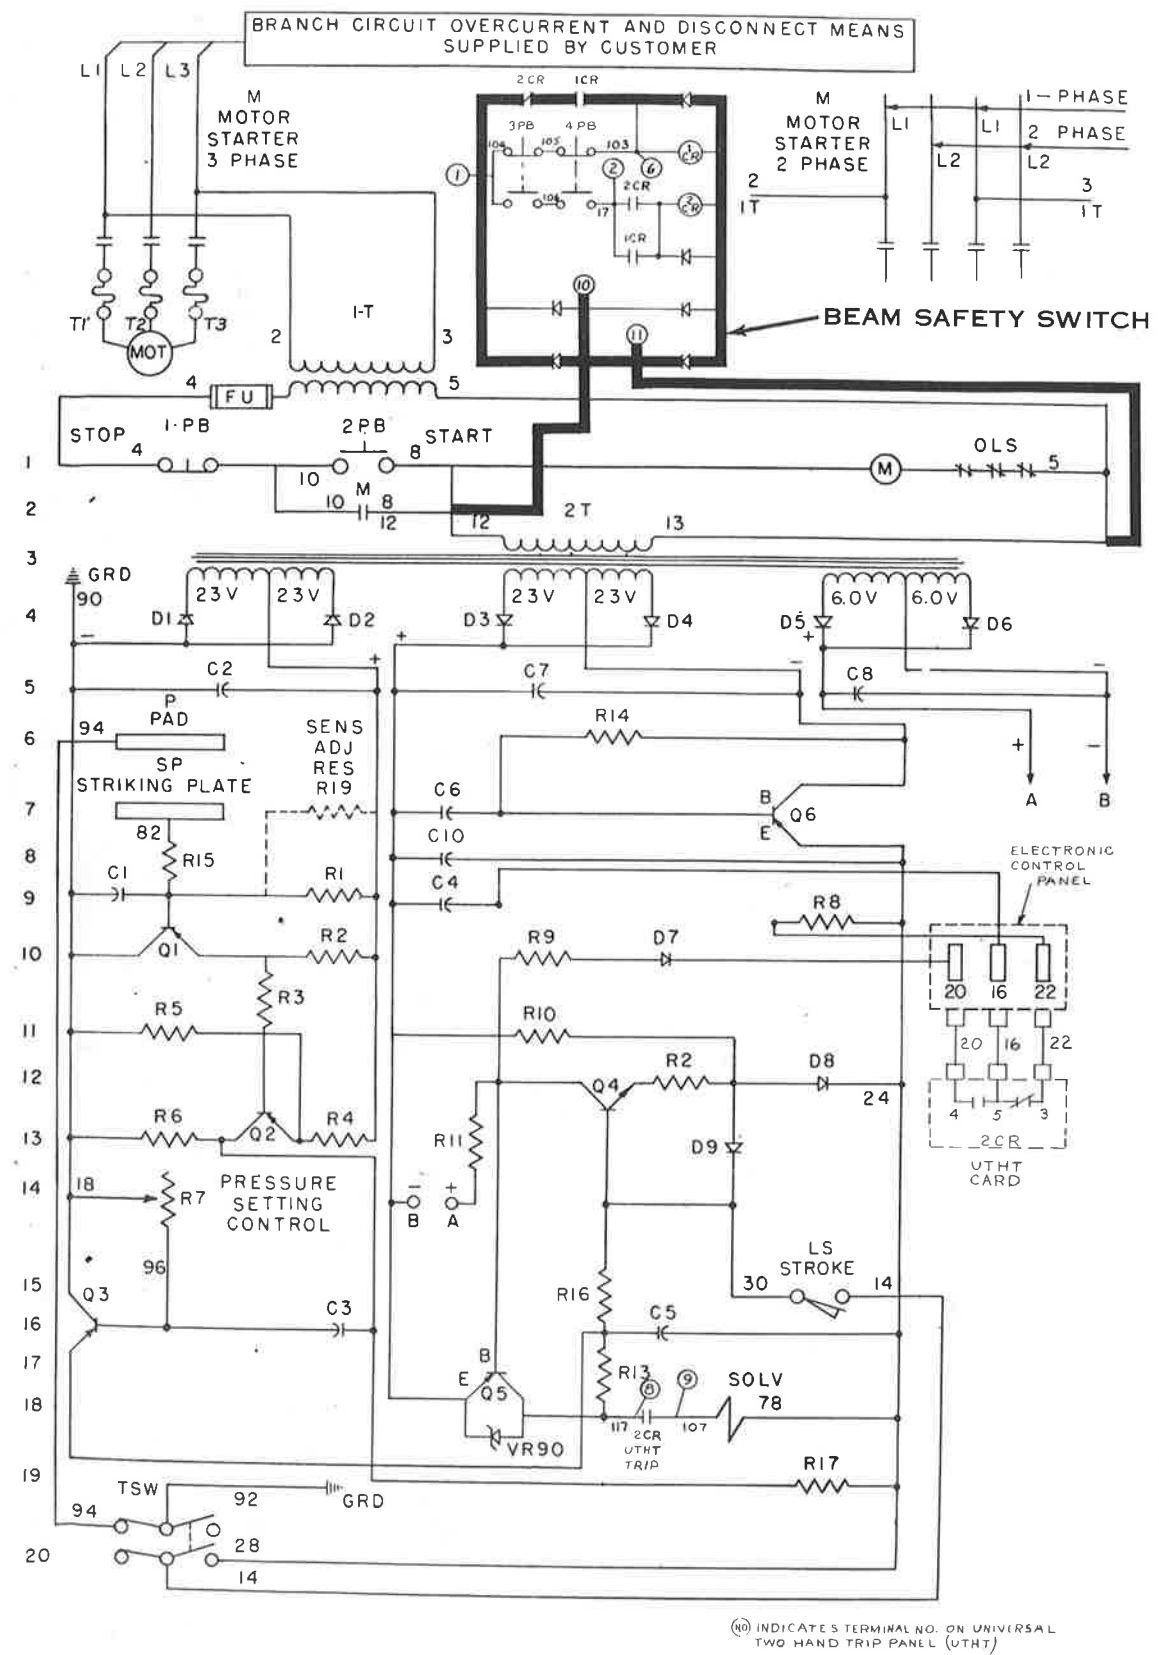 BRANCH CIRCUIT OVERCURRENT AND DISCONNECT MEANS
SUPPLIED BY CUSTOMER
L1 L2 L3
M
MOTOR
STARTER
3 PHASE
2CR 1CR
3PB 4PB
104 105 103
1
1
CR
2 6
2CR
106 17
2
CR
1CR
10
11
M
MOTOR
STARTER
2 PHASE
1-PHASE
L1 L1
2 PHASE
L2 L2
2
1T
3
1T
BEAM SAFETY SWITCH
T1 T2 T3
MOT
1-T
2 3
4 FU 5
STOP 4 1-PB
2PB START
10 8
M OLS 5
1
M
10 8
12 12
2T 13
2
3
GRD
90
23V 23V 23V 23V 6.0V 6.0V
4 D1 D2 D3 D4 D5 D6
- + + - + -
5 C2 C7 C8
P
PAD
94
6
SP
STRIKING PLATE
SENS
ADJ
RES
R19
R14
+ -
A B
7 C6 B Q6
E
82
8 R15 C10
ELECTRONIC
CONTROL
PANEL
9 C1 R1 C4 R8
10 Q1 R2 R9 D7
20 16 22
R3
11 R5 R10
20 16 22
12 Q4 R2 D8
24
4 5 3
2CR
UTHT
CARD
13 R6 Q2 R4 R11 D9
14 18 R7
PRESSURE
SETTING
CONTROL
- +
B A
96
15 Q3 R16
LS
STROKE
30 14
16 C3 C5
17
B
E Q5
R13 8 9 SOLV
78
18
117 2CR 107
UTHT
TRIP
VR90
19 R17
TSW 92 GRD
94
20 28
14
NO INDICATES TERMINAL NO. ON UNIVERSAL
TWO HAND TRIP PANEL (UTHT)